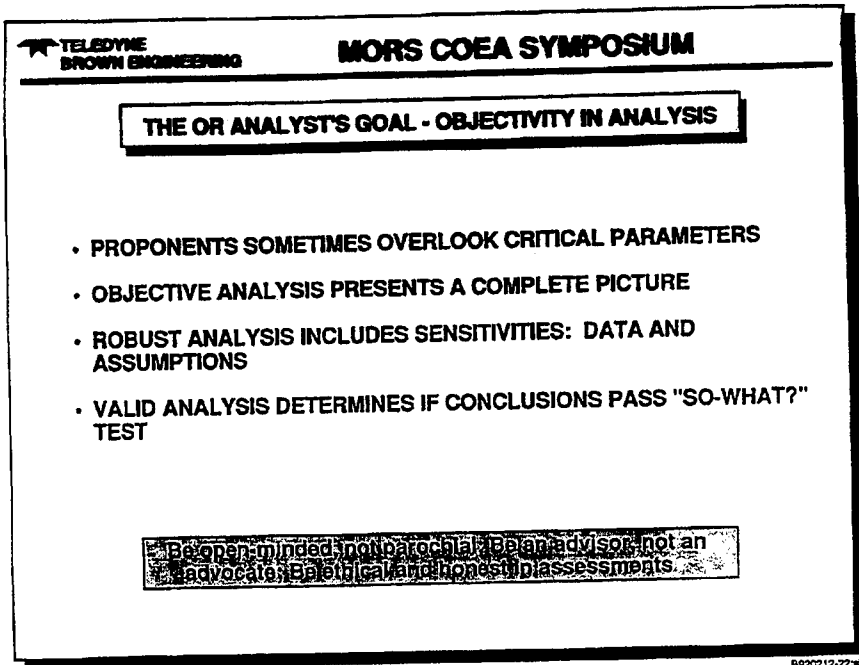 TELEDYNE
BROWN ENGINEERING
MORS COEA SYMPOSIUM
THE OR ANALYST'S GOAL - OBJECTIVITY IN ANALYSIS
• PROPONENTS SOMETIMES OVERLOOK CRITICAL PARAMETERS
• OBJECTIVE ANALYSIS PRESENTS A COMPLETE PICTURE
• ROBUST ANALYSIS INCLUDES SENSITIVITIES: DATA AND
ASSUMPTIONS
• VALID ANALYSIS DETERMINES IF CONCLUSIONS PASS "SO-WHAT?"
TEST
Be open-minded, not parochial. Be an advisor, not an
advocate. Be ethical and honest in assessments.